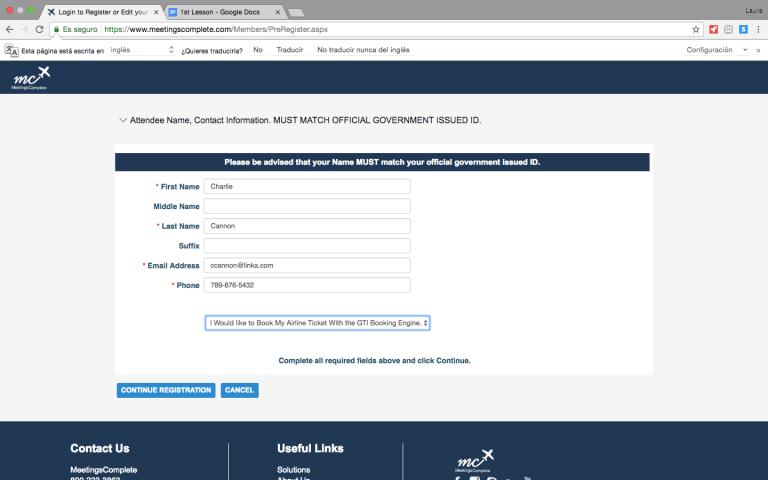 Login to Register or Edit your
1st Lesson - Google Docs
Laura
Es seguro https://www.meetingscomplete.com/Members/PreRegister.aspx
Esta página está escrita en inglés ¿Quieres traducirla? No Traducir No traducir nunca del inglés Configuración
mc
MeetingsComplete
Attendee Name, Contact Information. MUST MATCH OFFICIAL GOVERNMENT ISSUED ID.
Please be advised that your Name MUST match your official government issued ID.
* First Name Charlie
Middle Name
* Last Name Cannon
Suffix
* Email Address ccannon@linka.com
* Phone 789-876-5432
I Would like to Book My Airline Ticket With the GTI Booking Engine.
Complete all required fields above and click Continue.
CONTINUE REGISTRATION CANCEL
Contact Us
MeetingsComplete
800-223-3863
Useful Links
Solutions
About Us
mc
MeetingsComplete